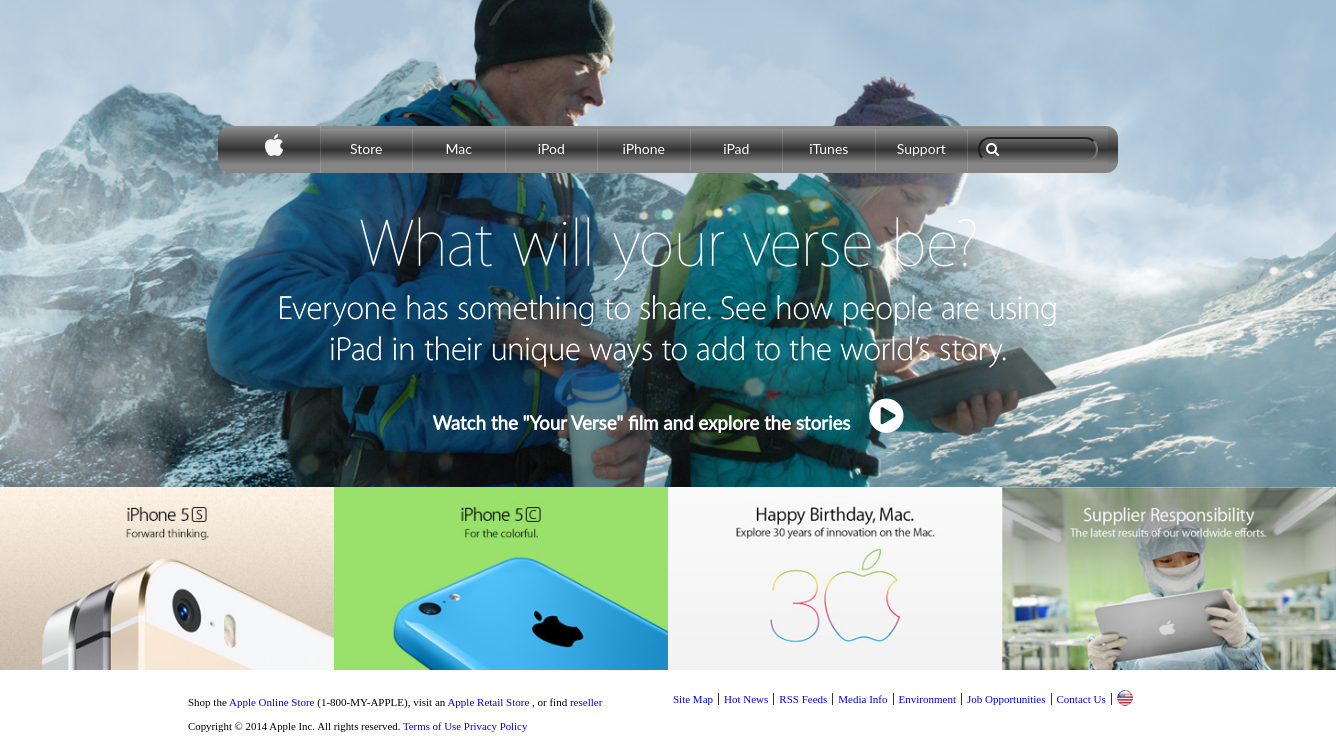 Store Mac iPod iPhone iPad iTunes Support
What will your verse be?
Everyone has something to share. See how people are using
iPad in their unique ways to add to the world's story.
Watch the "Your Verse" film and explore the stories
iPhone 5S
Forward thinking.
iPhone 5C
For the colorful.
Happy Birthday, Mac.
Explore 30 years of innovation on the Mac.
30
Supplier Responsibility
The latest results of our worldwide efforts.
Shop the Apple Online Store (1-800-MY-APPLE), visit an Apple Retail Store , or find reseller
Copyright © 2014 Apple Inc. All rights reserved. Terms of Use Privacy Policy
Site Map | Hot News | RSS Feeds | Media Info | Environment | Job Opportunities | Contact Us |